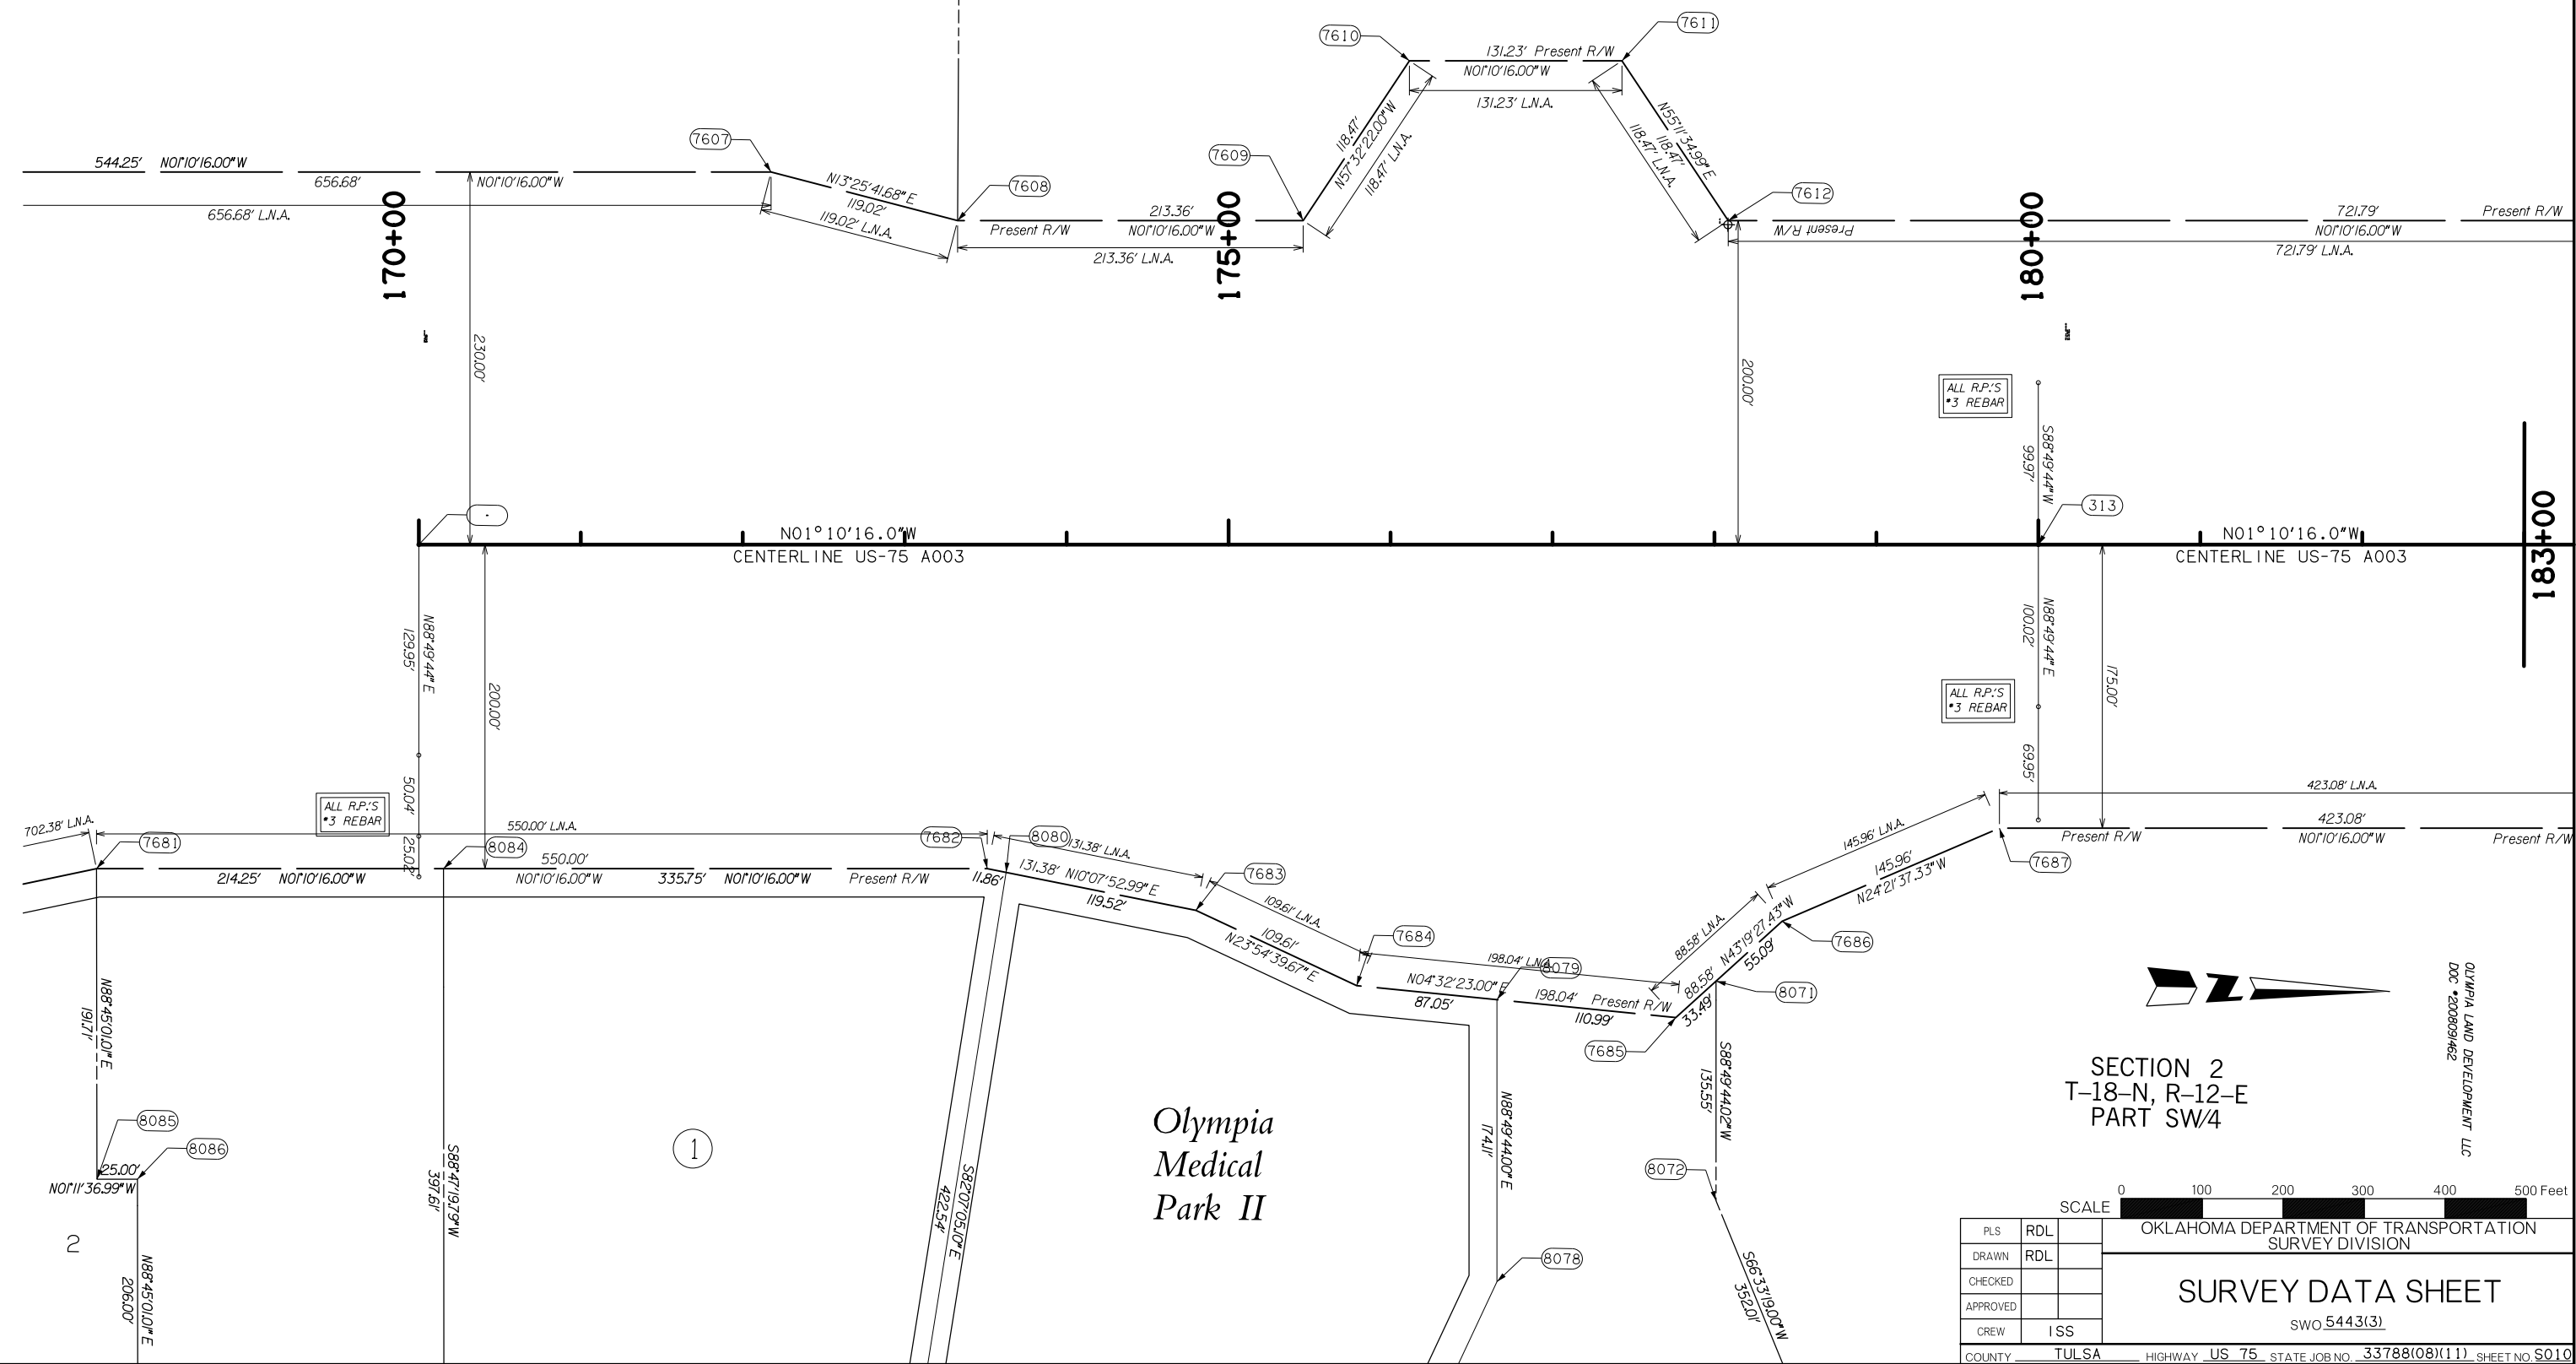 7610
7611
131.23' Present R/W
N01°10'16.00"W
131.23' L.N.A.
7607
7609
7608
7612
544.25' N01°10'16.00"W
656.68' N01°10'16.00"W
656.68' L.N.A.
N13°25'41.68"E
119.02'
119.02' L.N.A.
213.36'
Present R/W N01°10'16.00"W
213.36' L.N.A.
118.47'
N57°32'22.00"W
118.47' L.N.A.
N55°11'34.99"E
118.47'
118.47' L.N.A.
Present R/W
721.79' Present R/W
N01°10'16.00"W
721.79' L.N.A.
170+00
175+00
180+00
183+00
230.00'
200.00'
ALL R.P.'S
#3 REBAR
S88°49'44"W
99.97'
313
N01°10'16.0"W
CENTERLINE US-75 A003
N01°10'16.0"W
CENTERLINE US-75 A003
N88°49'44"E
129.95'
200.00'
50.04'
25.02'
N88°49'44"E
100.02'
175.00'
ALL R.P.'S
#3 REBAR
69.95'
ALL R.P.'S
#3 REBAR
702.38' L.N.A.
7681
550.00' L.N.A.
8084
7682
8080
131.38' L.N.A.
550.00'
214.25' N01°10'16.00"W
N01°10'16.00"W 335.75' N01°10'16.00"W Present R/W
11.86'
131.38' N10°07'52.99"E
119.52'
7683
109.61' L.N.A.
109.61'
N23°54'39.67"E
7684
198.04' L.N.A.
8079
N04°32'23.00"E
87.05'
198.04' Present R/W
110.99'
7685
88.58' L.N.A.
88.58' N43°19'27.43"W
55.09'
33.49'
8071
7686
145.96' L.N.A.
145.96'
N24°21'37.33"W
7687
423.08' L.N.A.
423.08'
Present R/W N01°10'16.00"W Present R/W
N88°45'01.01"E
191.71'
8085
8086
25.00'
N01°11'36.99"W
2
N88°45'01.01"E
206.00'
S88°47'19.79"W
397.61'
1
S82°07'05.10"E
422.54'
Olympia
Medical
Park II
N88°49'44.00"E
174.11'
8078
S88°49'44.02"W
135.55'
8072
S66°33'19.00"W
352.01'
N
OLYMPIA LAND DEVELOPMENT LLC
DOC #2008091462
SECTION 2
T-18-N, R-12-E
PART SW/4
SCALE 0 100 200 300 400 500 Feet
PLS RDL
DRAWN RDL
CHECKED
APPROVED
CREW ISS
OKLAHOMA DEPARTMENT OF TRANSPORTATION
SURVEY DIVISION
SURVEY DATA SHEET
SWO 5443(3)
COUNTY TULSA HIGHWAY US 75 STATE JOB NO. 33788(08)(11) SHEET NO. S010